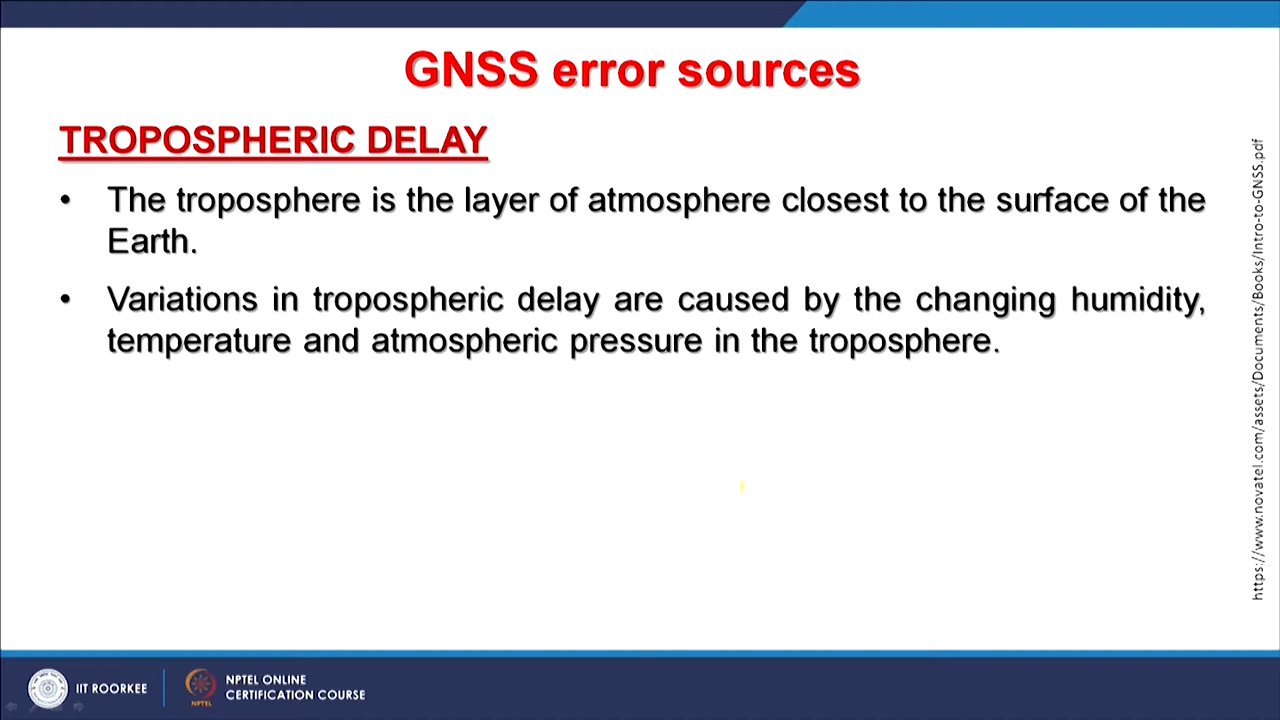 GNSS error sources
TROPOSPHERIC DELAY
• The troposphere is the layer of atmosphere closest to the surface of the
Earth.
• Variations in tropospheric delay are caused by the changing humidity,
temperature and atmospheric pressure in the troposphere.
https://www.novatel.com/assets/Documents/Books/Intro-to-GNSS.pdf
IIT ROORKEE
NPTEL
NPTEL ONLINE
CERTIFICATION COURSE